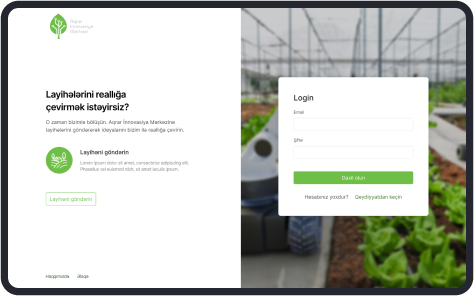 Aqrar
İnnovasiya
Mərkəzi
Layihələrini reallığa
çevirmək istəyirsiz?
O zaman bizimlə bölüşün. Aqrar İnnovasiya Mərkəzinə
layihələrini göndərərək ideyalarını bizim ilə reallığa çevirin.
Layihəni göndərin
Lorem ipsum dolor sit amet, consectetur adipiscing elit.
Phasellus vel euismod nibh, sit amet iaculis ipsum.
Layihəni göndərin
Haqqımızda Əlaqə
Login
Email
Şifrə
Daxil olun
Hesabınız yoxdur? Qeydiyyatdan keçin